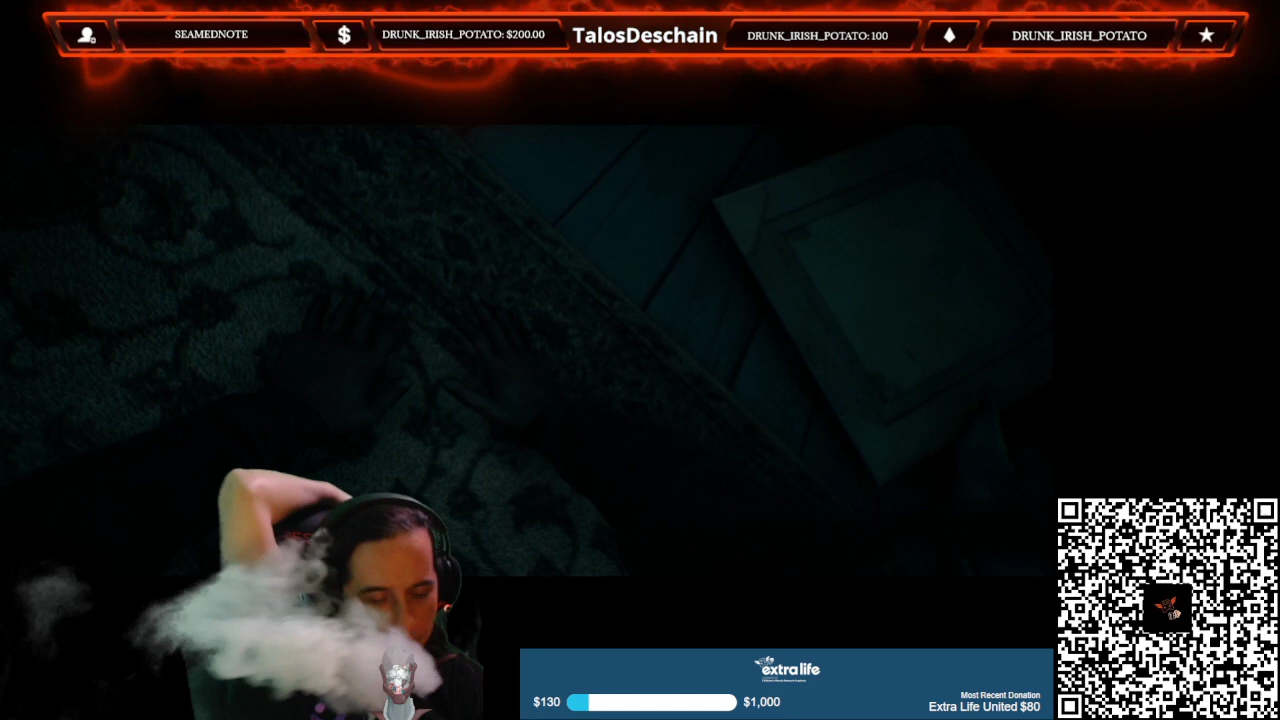 SEAMEDNOTE
$
DRUNK_IRISH_POTATO: $200.00
TalosDeschain
DRUNK_IRISH_POTATO: 100
DRUNK_IRISH_POTATO
extra life
$130
$1,000
Most Recent Donation
Extra Life United $80